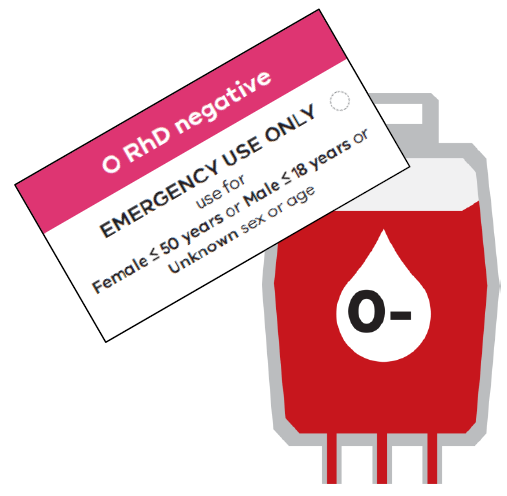 O RhD negative
EMERGENCY USE ONLY
use for
Female ≤ 50 years or Male ≤ 18 years or
Unknown sex or age
O-